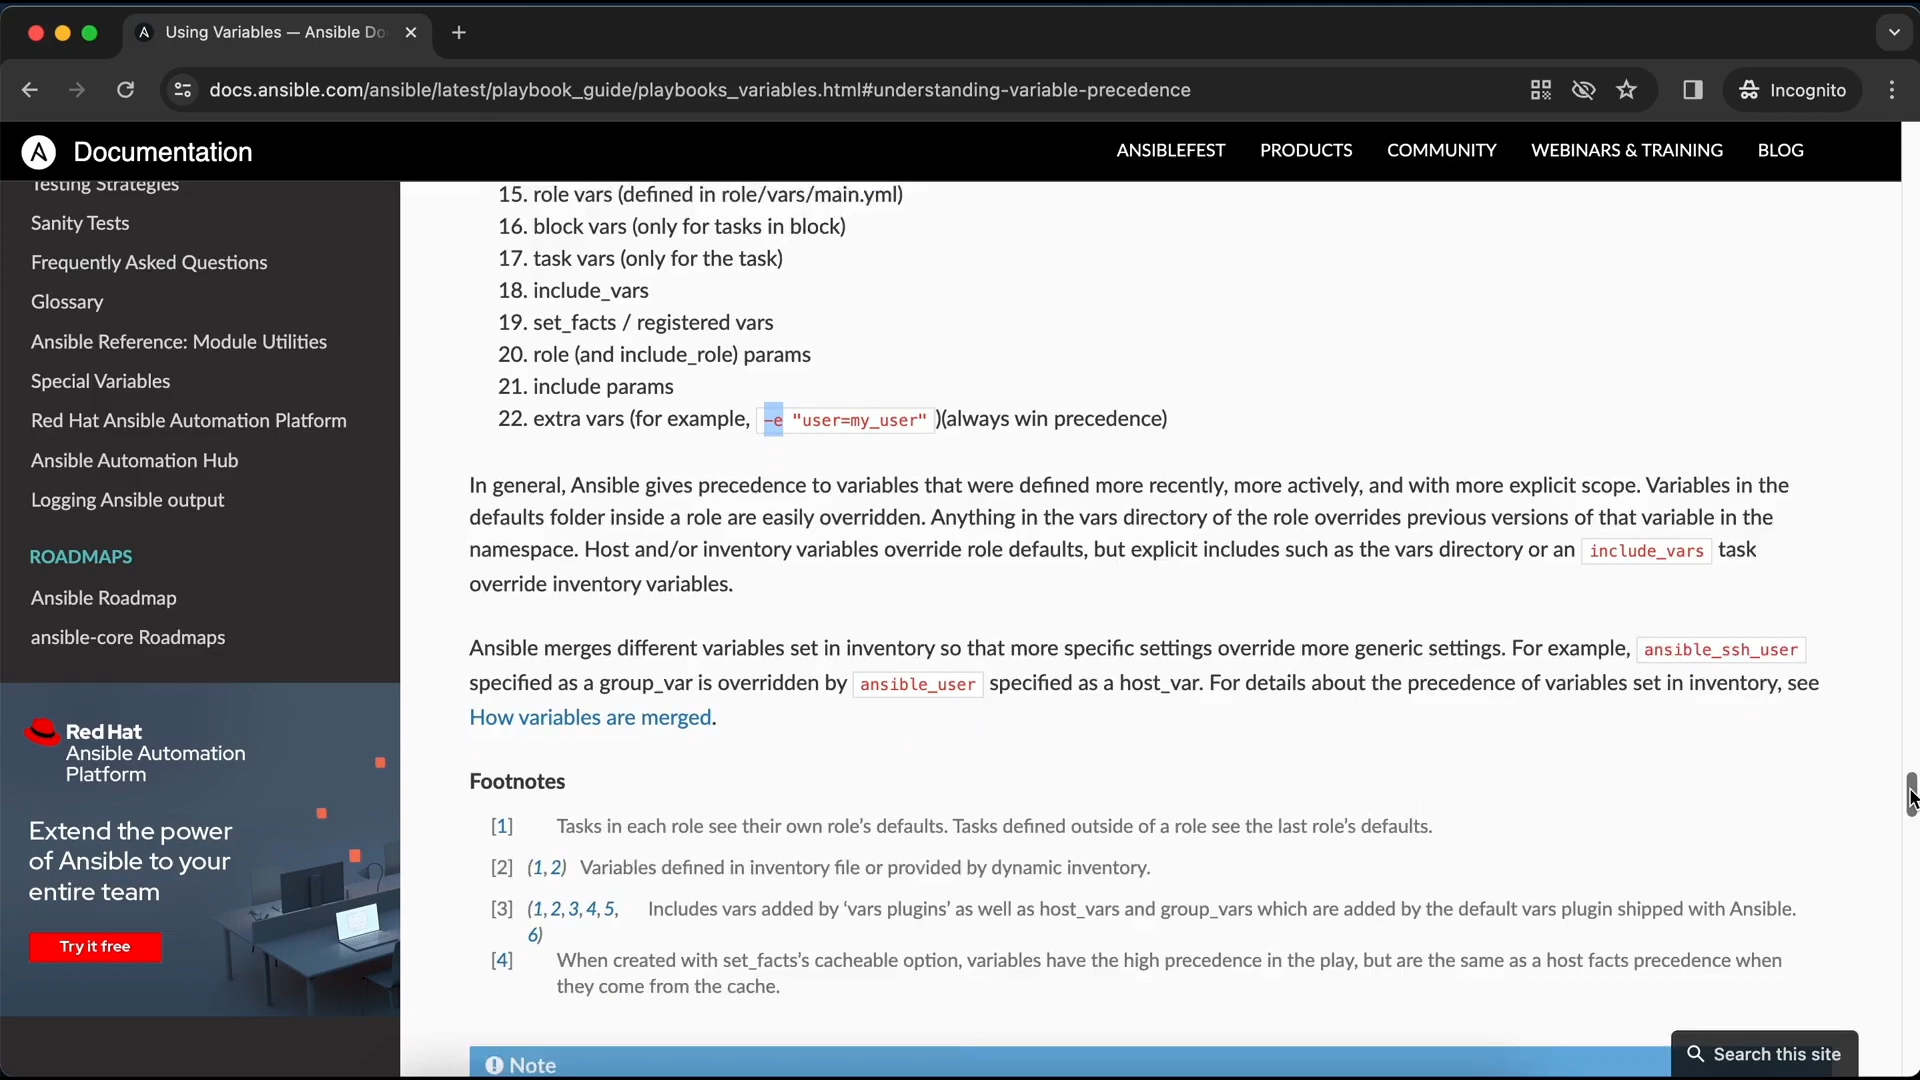 Using Variables — Ansible Do
docs.ansible.com/ansible/latest/playbook_guide/playbooks_variables.html#understanding-variable-precedence
Incognito
A Documentation
ANSIBLEFEST
PRODUCTS
COMMUNITY
WEBINARS & TRAINING
BLOG
Testing Strategies
Sanity Tests
Frequently Asked Questions
Glossary
Ansible Reference: Module Utilities
Special Variables
Red Hat Ansible Automation Platform
Ansible Automation Hub
Logging Ansible output
ROADMAPS
Ansible Roadmap
ansible-core Roadmaps
Red Hat
Ansible Automation
Platform
Extend the power
of Ansible to your
entire team
Try it free
15. role vars (defined in role/vars/main.yml)
16. block vars (only for tasks in block)
17. task vars (only for the task)
18. include_vars
19. set_facts / registered vars
20. role (and include_role) params
21. include params
22. extra vars (for example, -e "user=my_user" )(always win precedence)
In general, Ansible gives precedence to variables that were defined more recently, more actively, and with more explicit scope. Variables in the
defaults folder inside a role are easily overridden. Anything in the vars directory of the role overrides previous versions of that variable in the
namespace. Host and/or inventory variables override role defaults, but explicit includes such as the vars directory or an include_vars task
override inventory variables.
Ansible merges different variables set in inventory so that more specific settings override more generic settings. For example, ansible_ssh_user
specified as a group_var is overridden by ansible_user specified as a host_var. For details about the precedence of variables set in inventory, see
How variables are merged.
Footnotes
[1] Tasks in each role see their own role's defaults. Tasks defined outside of a role see the last role's defaults.
[2] (1,2) Variables defined in inventory file or provided by dynamic inventory.
[3] (1,2,3,4,5, Includes vars added by 'vars plugins' as well as host_vars and group_vars which are added by the default vars plugin shipped with Ansible.
6)
[4] When created with set_facts's cacheable option, variables have the high precedence in the play, but are the same as a host facts precedence when
they come from the cache.
Note
Search this site